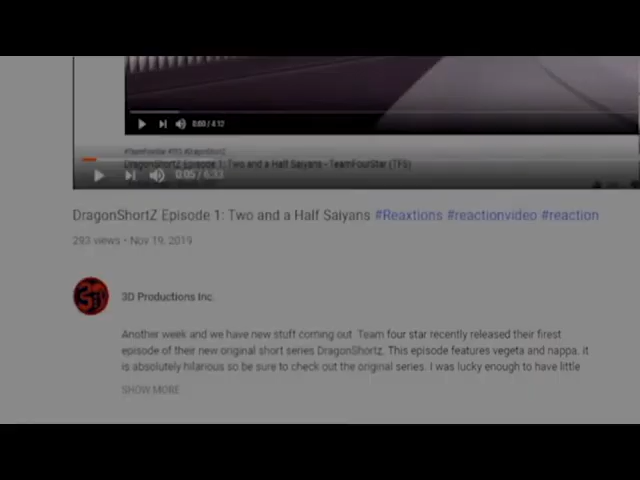 0:00 / 4:12
#TeamFourStar #TFS #DragonShortZ
DragonShortZ Episode 1: Two and a Half Saiyans - TeamFourStar (TFS)
0:05 / 6:33
DragonShortZ Episode 1: Two and a Half Saiyans #Reaxtions #reactionvideo #reaction
293 views • Nov 19, 2019
3D Productions Inc.
Another week and we have new stuff coming out. Team four star recently released their firest
episode of their new original short series DragonShortz. This episode features vegeta and nappa. it
is absolutely hilarious so be sure to check out the original series. I was lucky enough to have little
SHOW MORE